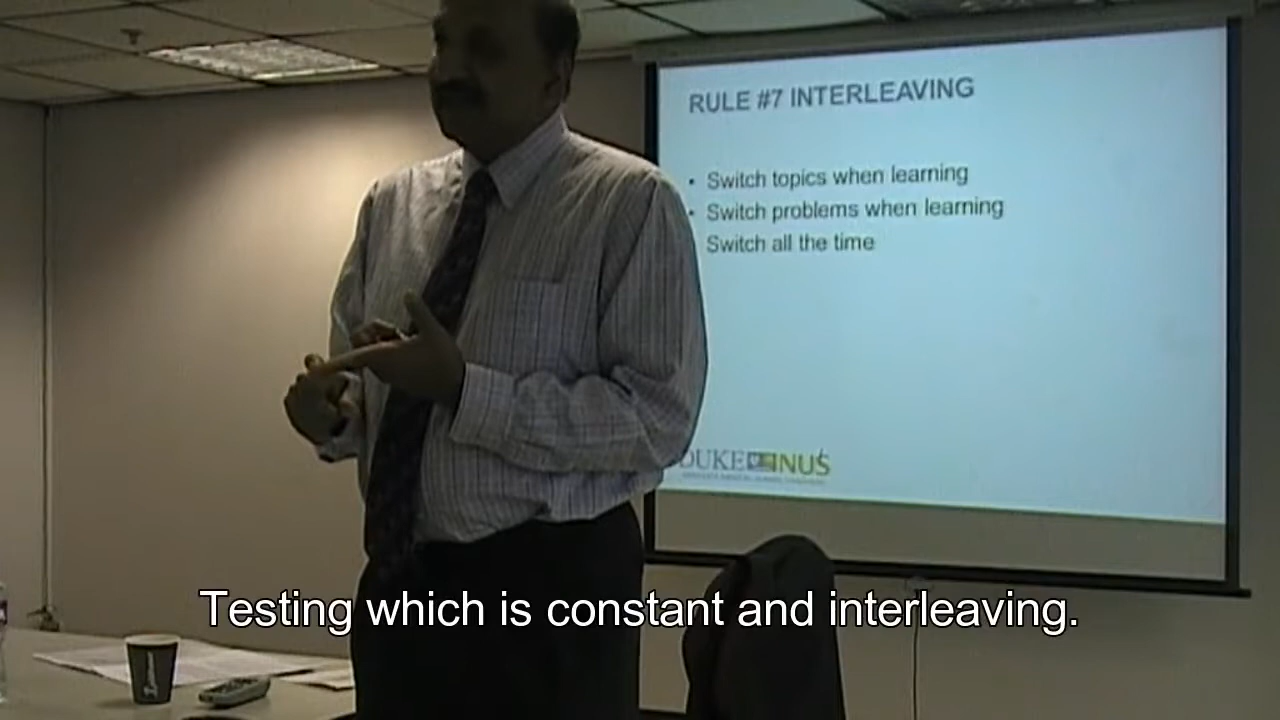 RULE #7 INTERLEAVING
• Switch topics when learning
• Switch problems when learning
Switch all the time
DUKE NUS
Testing which is constant and interleaving.